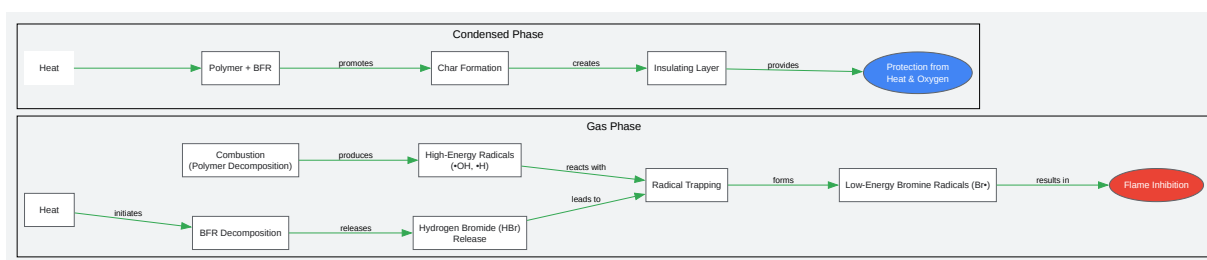 Condensed Phase
Heat
Polymer + BFR
promotes
Char Formation
creates
Insulating Layer
provides
Protection from
Heat & Oxygen
Gas Phase
Combustion
(Polymer Decomposition)
produces
High-Energy Radicals
(•OH, •H)
reacts with
Heat
initiates
BFR Decomposition
releases
Hydrogen Bromide (HBr)
Release
leads to
Radical Trapping
forms
Low-Energy Bromine Radicals (Br•)
results in
Flame Inhibition